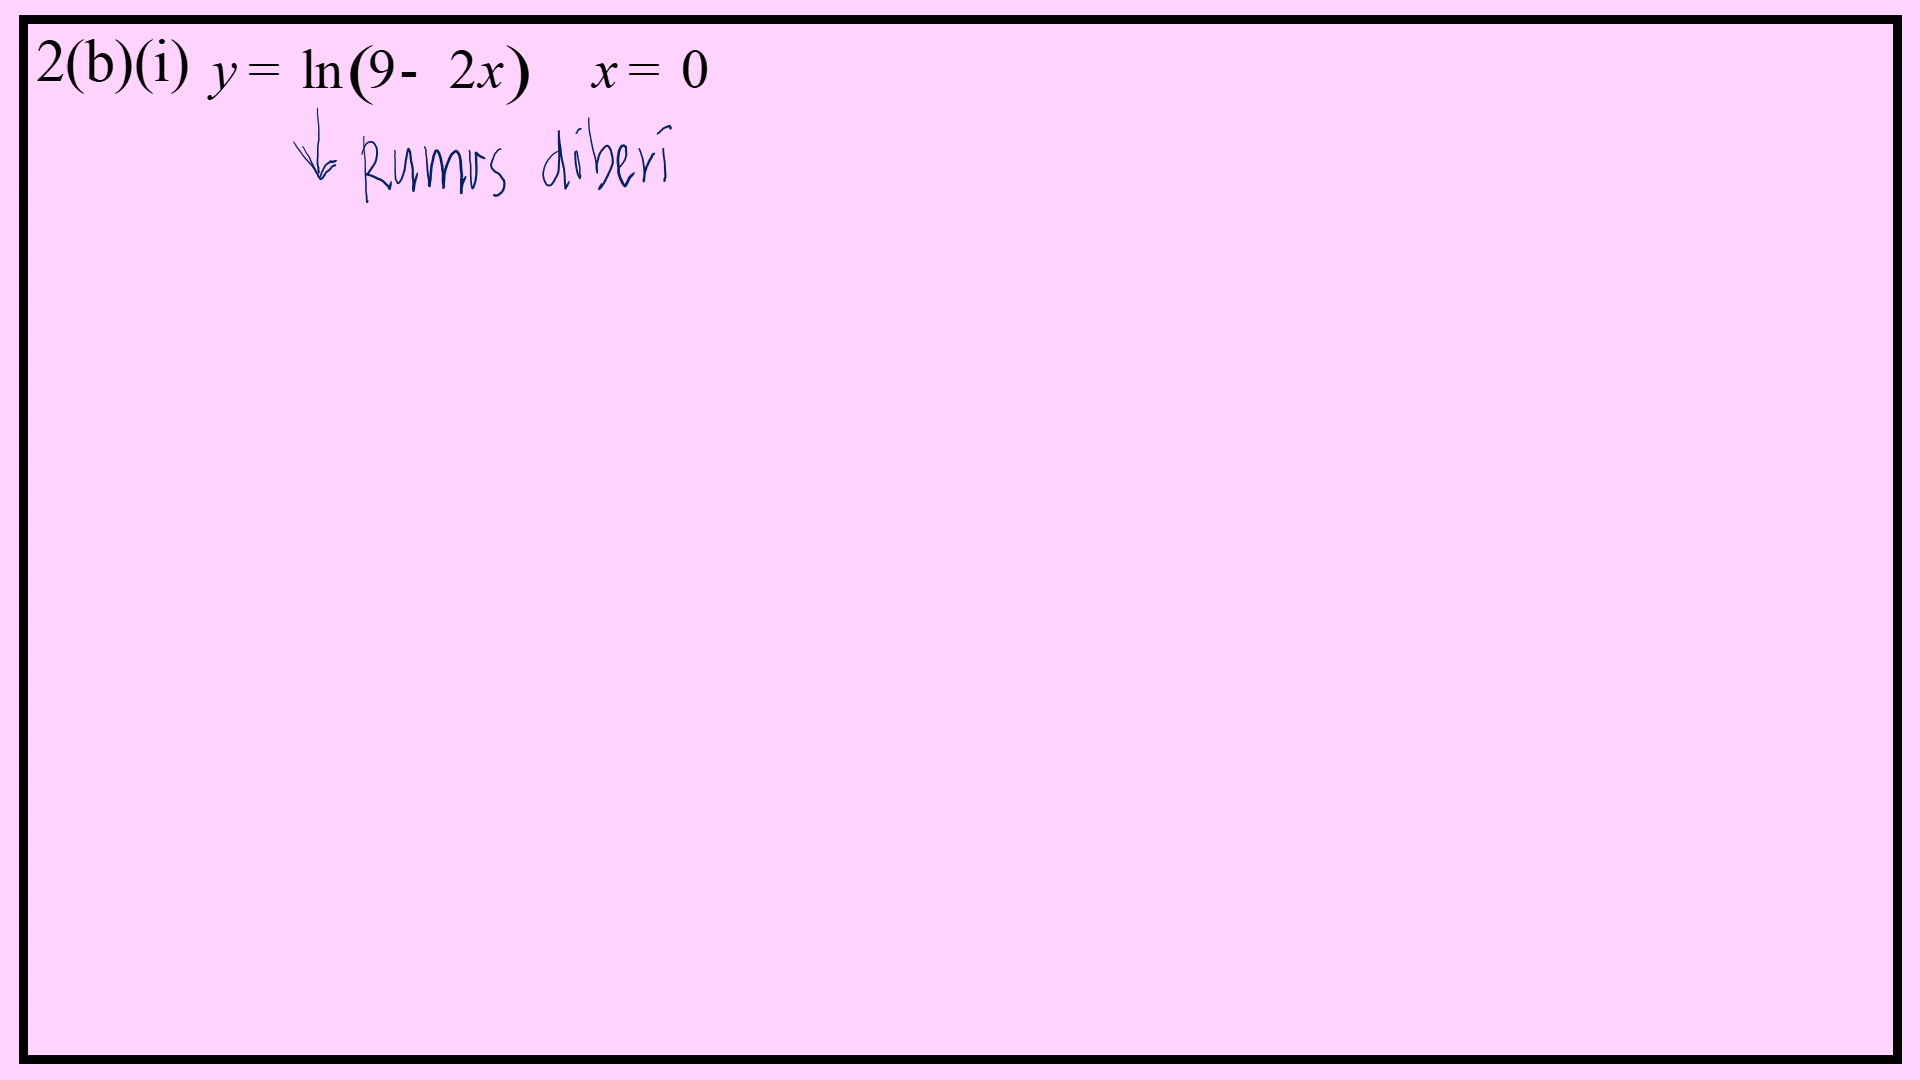 2(b)(i) y = ln(9- 2x) x = 0
↓ Rumus diberi